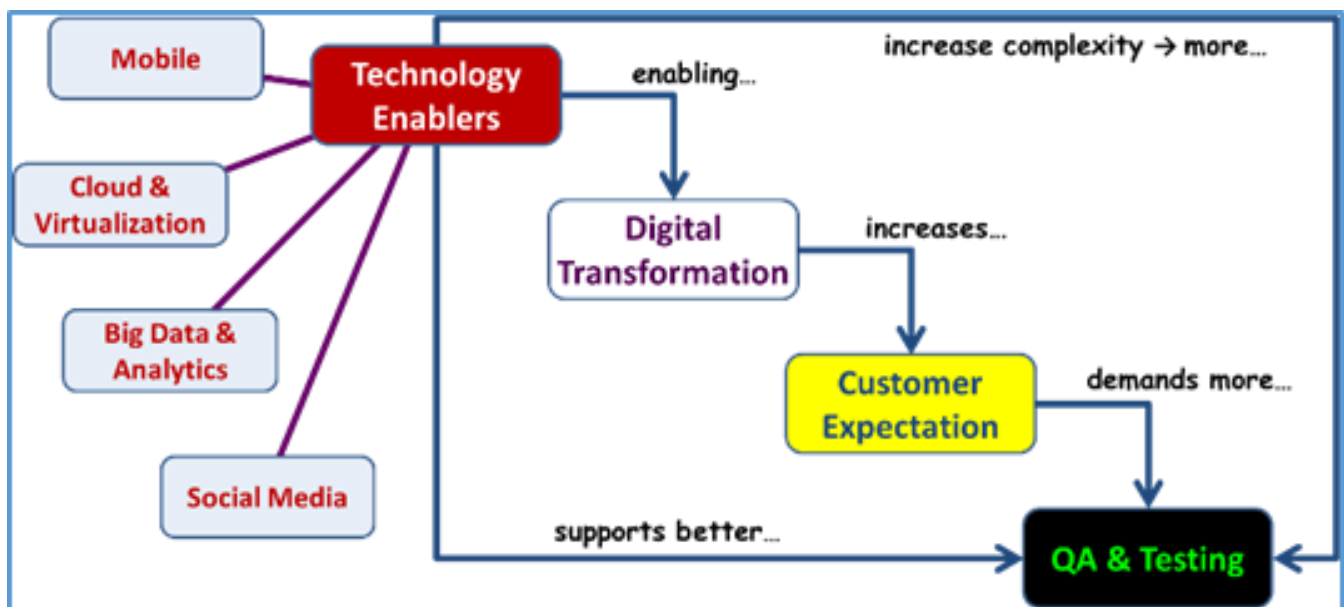 Mobile
Technology
Enablers
enabling...
increase complexity → more...
Cloud &
Virtualization
Digital
Transformation
increases...
Big Data &
Analytics
Customer
Expectation
demands more...
Social Media
supports better...
QA & Testing